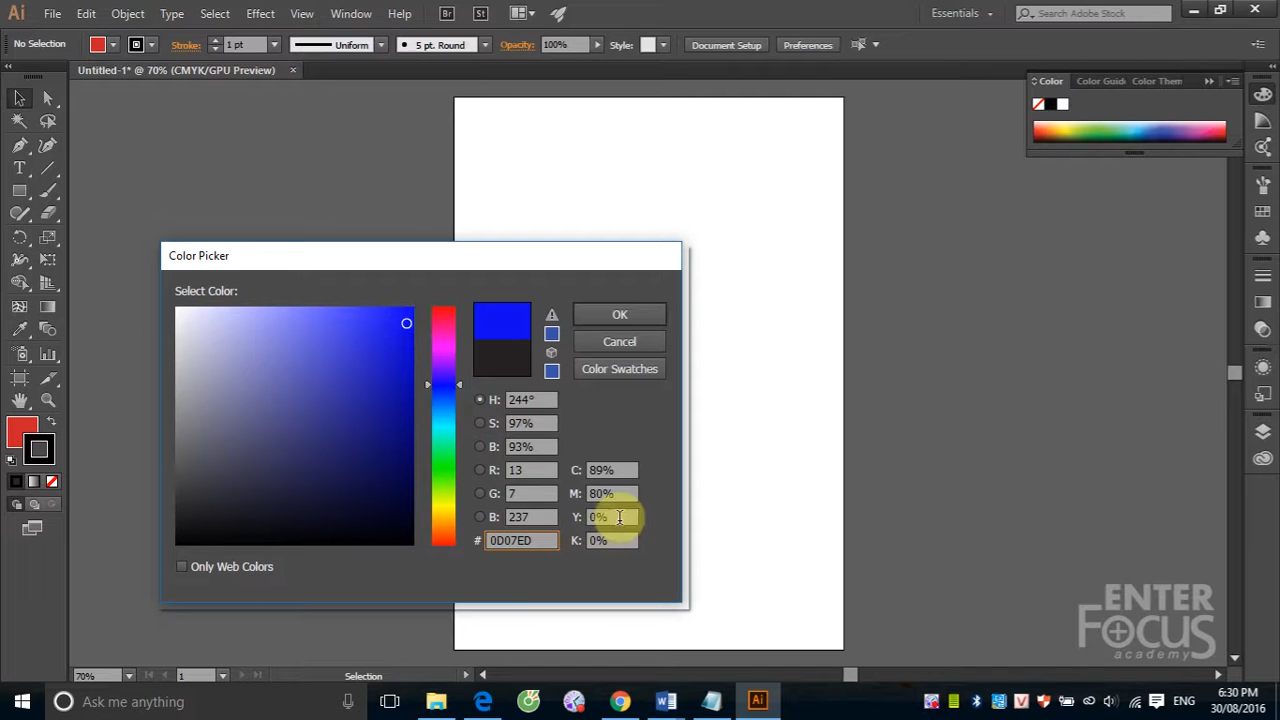 Ai File Edit Object Type Select Effect View Window Help Br St Essentials Search Adobe Stock
No Selection Stroke: 1 pt Uniform 5 pt. Round Opacity: 100% Style: Document Setup Preferences
Untitled-1* @ 70% (CMYK/GPU Preview) ×
Color Color Guide Color Them
Color Picker
Select Color:
OK
Cancel
Color Swatches
H: 244°
S: 97%
B: 93%
R: 13 C: 89%
G: 7 M: 80%
B: 237 Y: 0%
# 0D07ED K: 0%
Only Web Colors
ENTER
FOCUS
academy
70% 1 Selection
Ask me anything
Ai
ENG
6:30 PM
30/08/2016